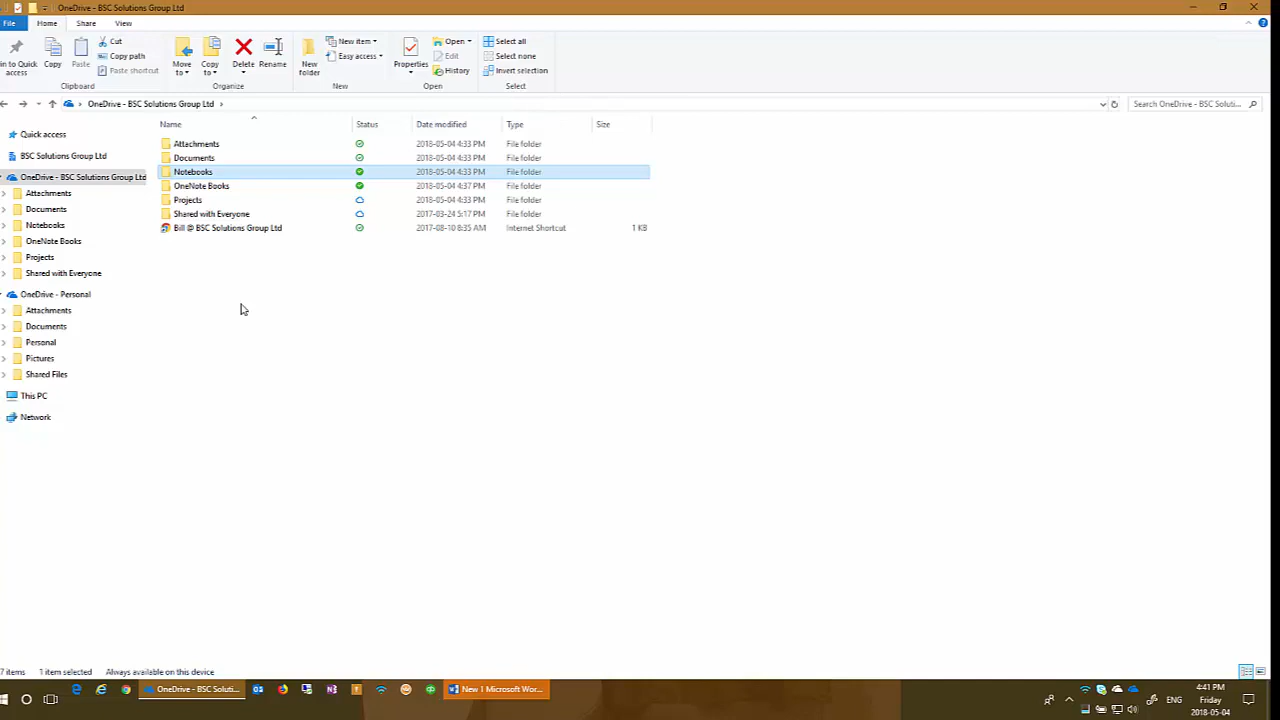 OneDrive - BSC Solutions Group Ltd
File Home Share View
in to Quick access
Copy
Paste
Cut
Copy path
Paste shortcut
Move to
Copy to
Delete
Rename
New folder
New item
Easy access
Properties
Open
Edit
History
Select all
Select none
Invert selection
Clipboard Organize New Open Select
OneDrive - BSC Solutions Group Ltd
Search OneDrive - BSC Soluti...
Name Status Date modified Type Size
Attachments 2018-05-04 4:33 PM File folder
Documents 2018-05-04 4:33 PM File folder
Notebooks 2018-05-04 4:33 PM File folder
OneNote Books 2018-05-04 4:37 PM File folder
Projects 2018-05-04 4:33 PM File folder
Shared with Everyone 2017-03-24 5:17 PM File folder
Bill @ BSC Solutions Group Ltd 2017-08-10 8:35 AM Internet Shortcut 1 KB
Quick access
BSC Solutions Group Ltd
OneDrive - BSC Solutions Group Ltd
Attachments
Documents
Notebooks
OneNote Books
Projects
Shared with Everyone
OneDrive - Personal
Attachments
Documents
Personal
Pictures
Shared Files
This PC
Network
7 items 1 item selected Always available on this device
OneDrive - BSC Soluti...
New 1 Microsoft Wor...
ENG
4:41 PM
Friday
2018-05-04